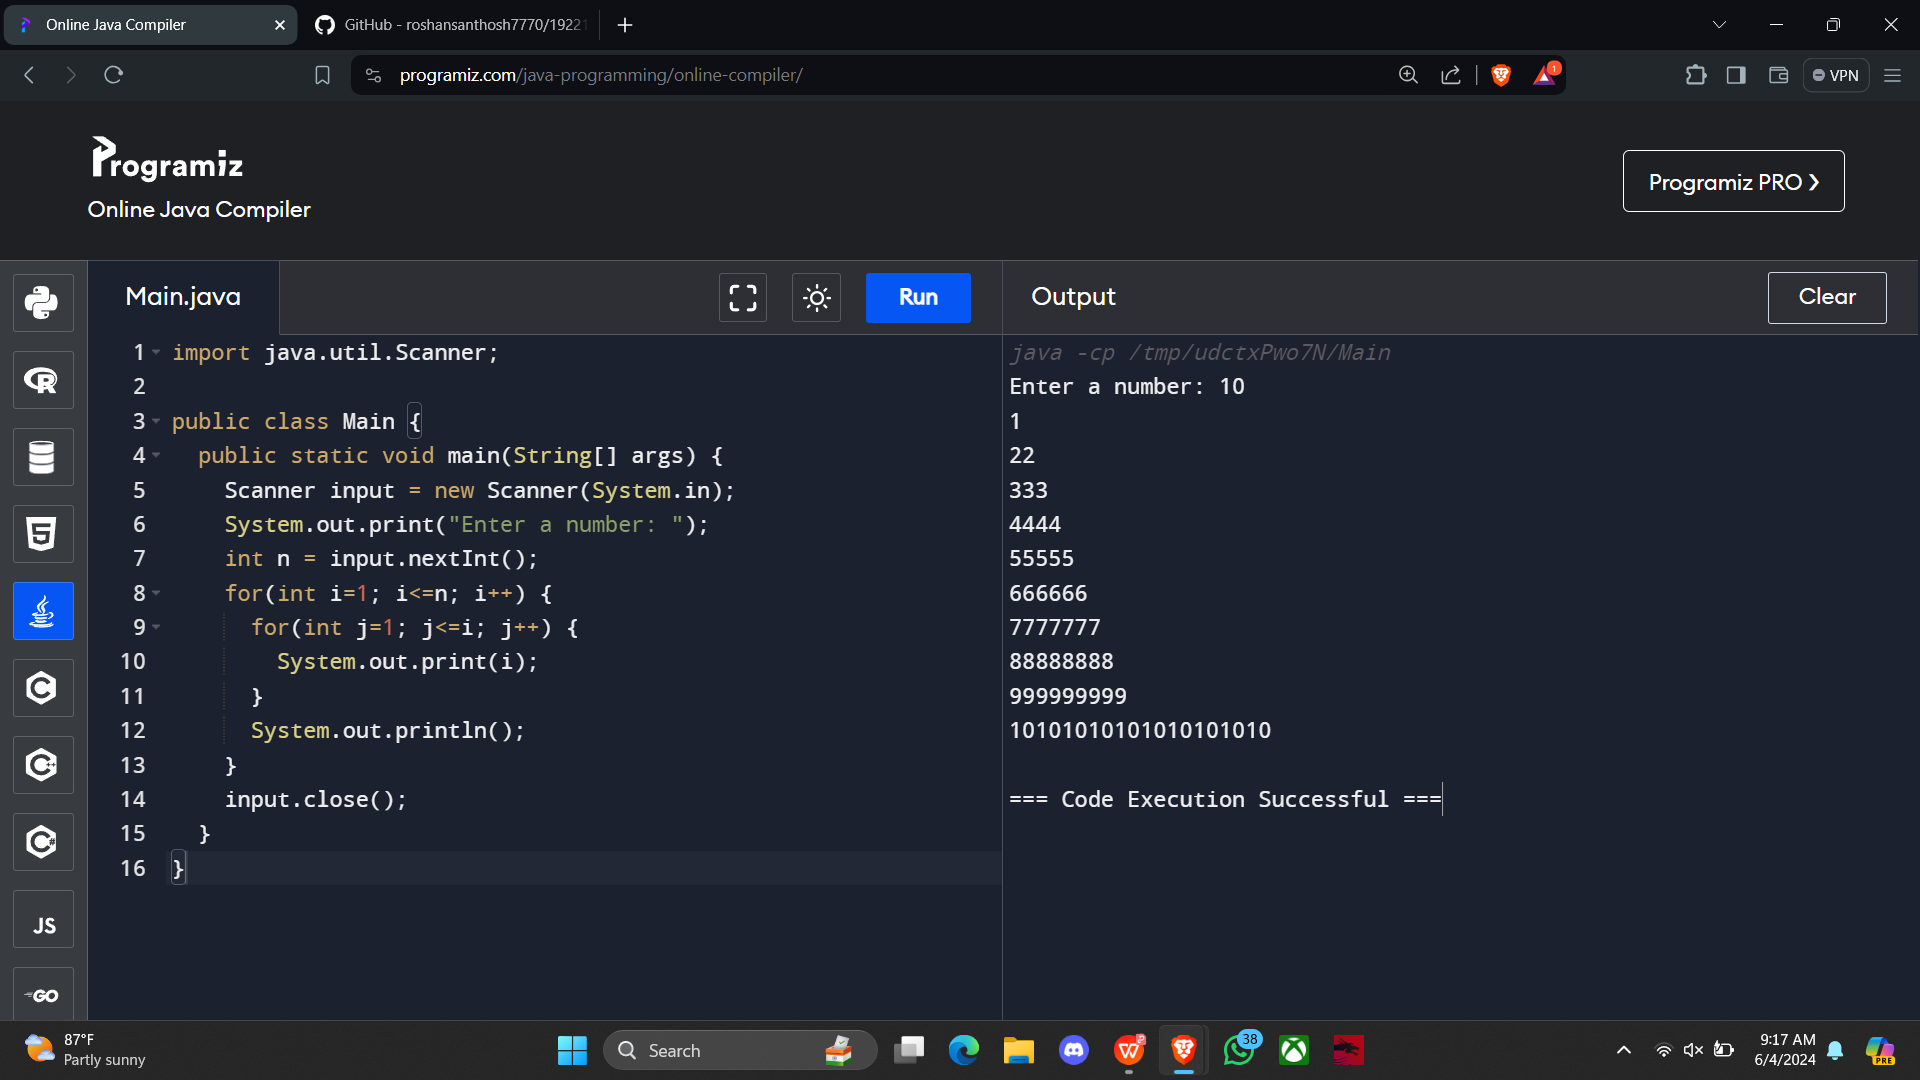 Online Java Compiler
GitHub - roshansanthosh7770/1922
programiz.com/java-programming/online-compiler/
1
VPN
Programiz
Online Java Compiler
Programiz PRO ❯
Main.java
Run
Output
Clear
1 import java.util.Scanner;
2
3 public class Main {
4 public static void main(String[] args) {
5 Scanner input = new Scanner(System.in);
6 System.out.print("Enter a number: ");
7 int n = input.nextInt();
8 for(int i=1; i<=n; i++) {
9 for(int j=1; j<=i; j++) {
10 System.out.print(i);
11 }
12 System.out.println();
13 }
14 input.close();
15 }
16 }
java -cp /tmp/udctxPwo7N/Main
Enter a number: 10
1
22
333
4444
55555
666666
7777777
88888888
999999999
10101010101010101010
=== Code Execution Successful ===
JS
GO
87°F
Partly sunny
Search
38
9:17 AM
6/4/2024
PRE